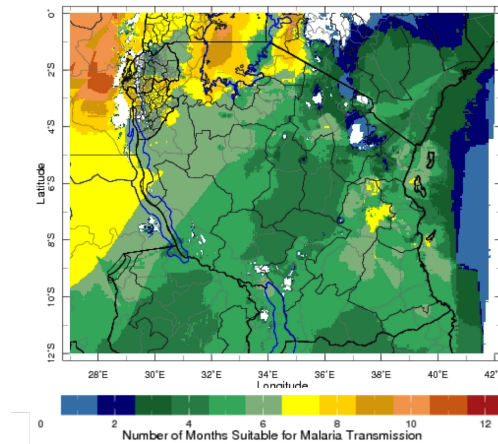 0°
2°S
4°S
Latitude
6°S
8°S
10°S
12°S
28°E 30°E 32°E 34°E 36°E 38°E 40°E 42°
Longitude
0 2 4 6 8 10 12
Number of Months Suitable for Malaria Transmission